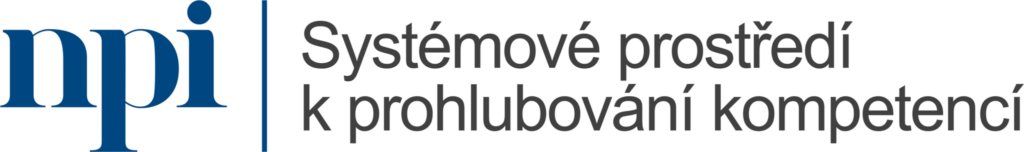 npi
Systémové prostředí
k prohlubování kompetencí